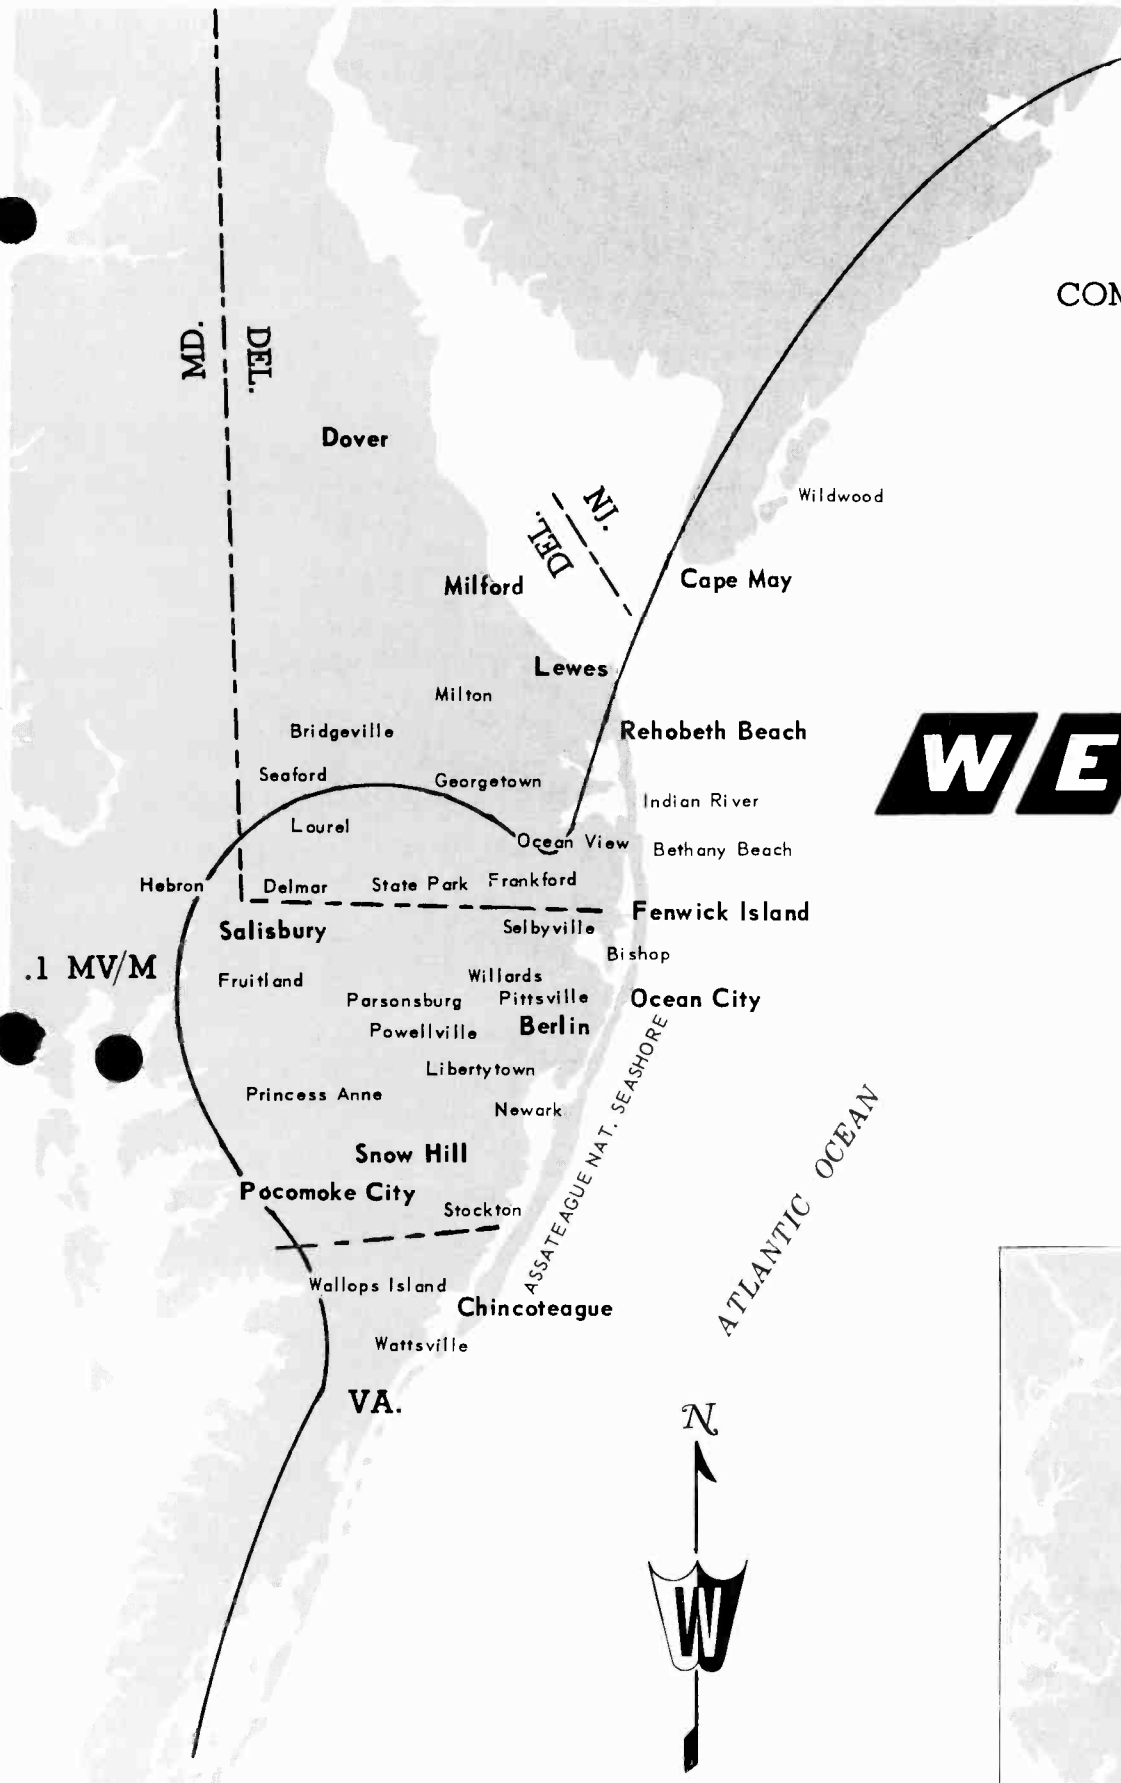 COM
MD.
DEL.
Dover
NJ.
DEL.
Wildwood
Cape May
Milford
Lewes
Milton
Rehobeth Beach
Bridgeville
WE
Seaford
Georgetown
Indian River
Lourel
Ocean View
Bethany Beach
Hebron
Delmar
State Park
Frankford
Fenwick Island
Salisbury
Selbyville
Bishop
.1 MV/M
Fruitland
Willards
Parsonsburg
Pittsville
Ocean City
Powellville
Berlin
Libertytown
Princess Anne
Newark
ASSATEAGUE NAT. SEASHORE
ATLANTIC OCEAN
Snow Hill
Pocomoke City
Stockton
Wallops Island
Chincoteague
Wattsville
VA.
N
W